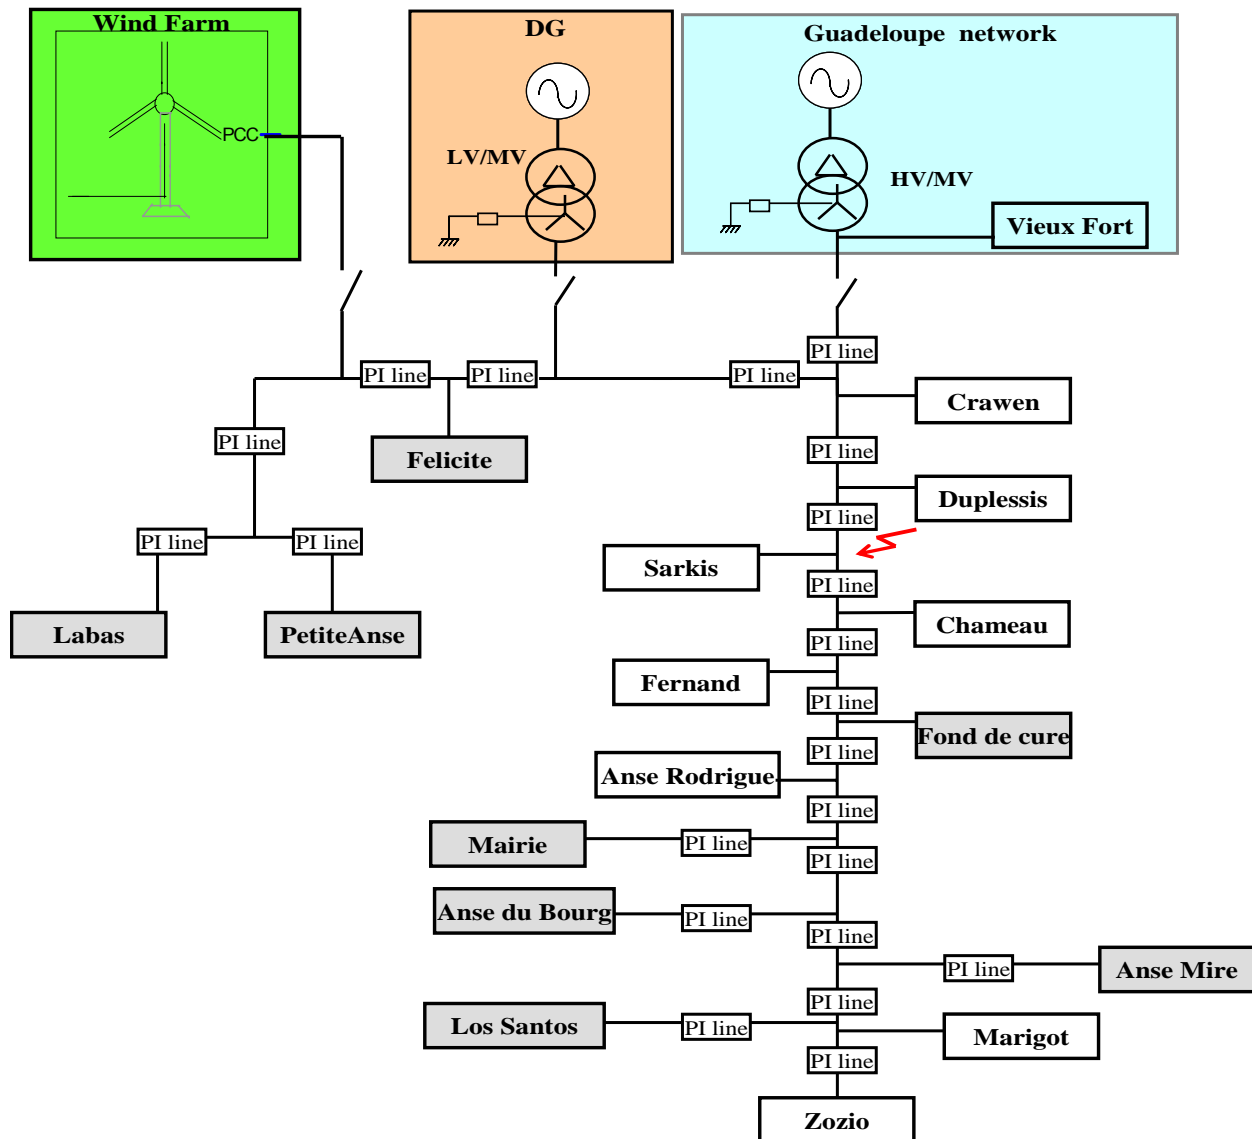 Wind Farm
DG
Guadeloupe network
PCC
LV/MV
HV/MV
Vieux Fort
PI line
PI line
PI line
PI line
Crawen
PI line
PI line
Felicite
Duplessis
PI line
PI line
PI line
Sarkis
PI line
Labas
PetiteAnse
Chameau
PI line
Fernand
PI line
Fond de cure
PI line
Anse Rodrigue
PI line
Mairie
PI line
PI line
Anse du Bourg
PI line
PI line
PI line
Anse Mire
PI line
Los Santos
PI line
Marigot
PI line
Zozio